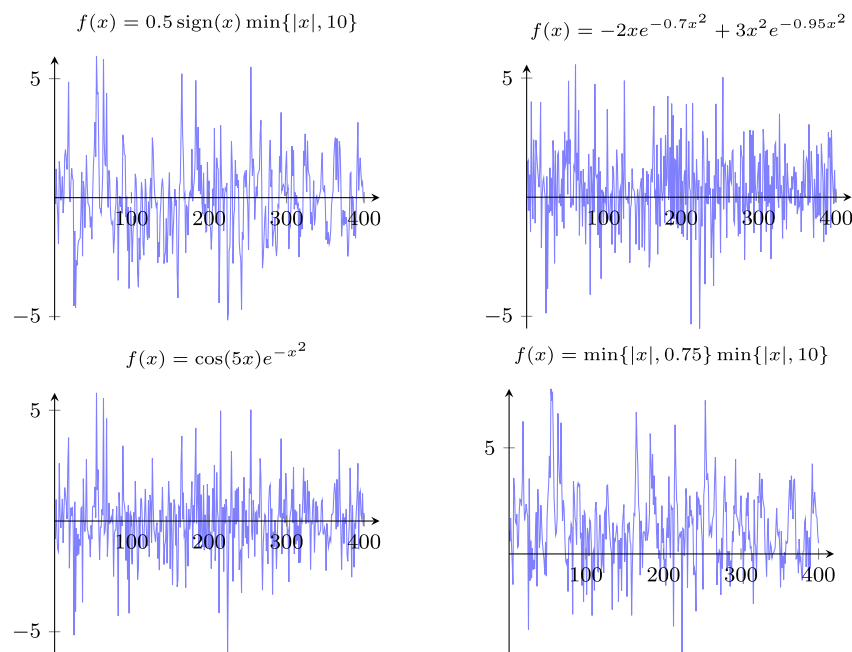 f(x) = 0.5 sign(x) min{|x|, 10}
5
100 200 300 400
−5
f(x) = −2xe^{−0.7x^2} + 3x^2e^{−0.95x^2}
5
100 200 300 400
−5
f(x) = cos(5x)e^{−x^2}
5
100 200 300 400
−5
f(x) = min{|x|, 0.75} min{|x|, 10}
5
100 200 300 400